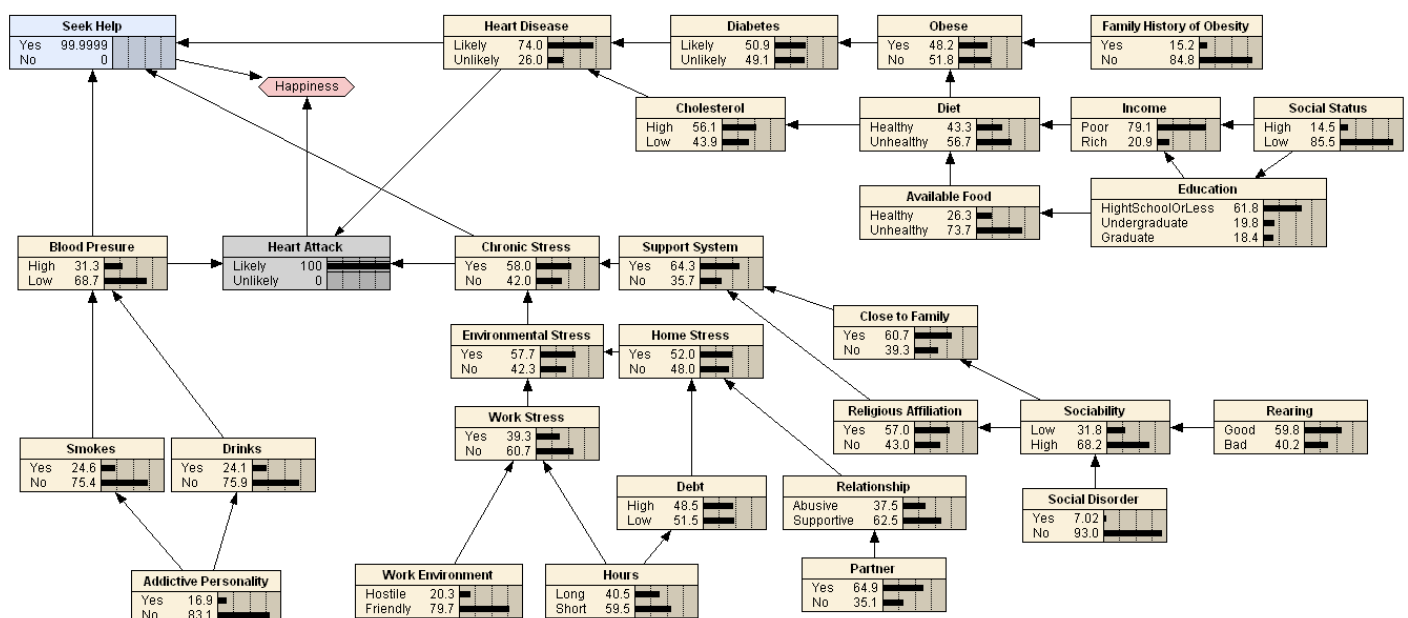 Seek Help
Yes 99.9999
No 0
Heart Disease
Likely 74.0
Unlikely 26.0
Diabetes
Likely 50.9
Unlikely 49.1
Obese
Yes 48.2
No 51.8
Family History of Obesity
Yes 15.2
No 84.8
Happiness
Cholesterol
High 56.1
Low 43.9
Diet
Healthy 43.3
Unhealthy 56.7
Income
Poor 79.1
Rich 20.9
Social Status
High 14.5
Low 85.5
Available Food
Healthy 26.3
Unhealthy 73.7
Education
HightSchoolOrLess 61.8
Undergraduate 19.8
Graduate 18.4
Blood Presure
High 31.3
Low 68.7
Heart Attack
Likely 100
Unlikely 0
Chronic Stress
Yes 58.0
No 42.0
Support System
Yes 64.3
No 35.7
Close to Family
Yes 60.7
No 39.3
Environmental Stress
Yes 57.7
No 42.3
Home Stress
Yes 52.0
No 48.0
Work Stress
Yes 39.3
No 60.7
Religious Affiliation
Yes 57.0
No 43.0
Sociability
Low 31.8
High 68.2
Rearing
Good 59.8
Bad 40.2
Smokes
Yes 24.6
No 75.4
Drinks
Yes 24.1
No 75.9
Debt
High 48.5
Low 51.5
Relationship
Abusive 37.5
Supportive 62.5
Social Disorder
Yes 7.02
No 93.0
Addictive Personality
Yes 16.9
No 83.1
Work Environment
Hostile 20.3
Friendly 79.7
Hours
Long 40.5
Short 59.5
Partner
Yes 64.9
No 35.1